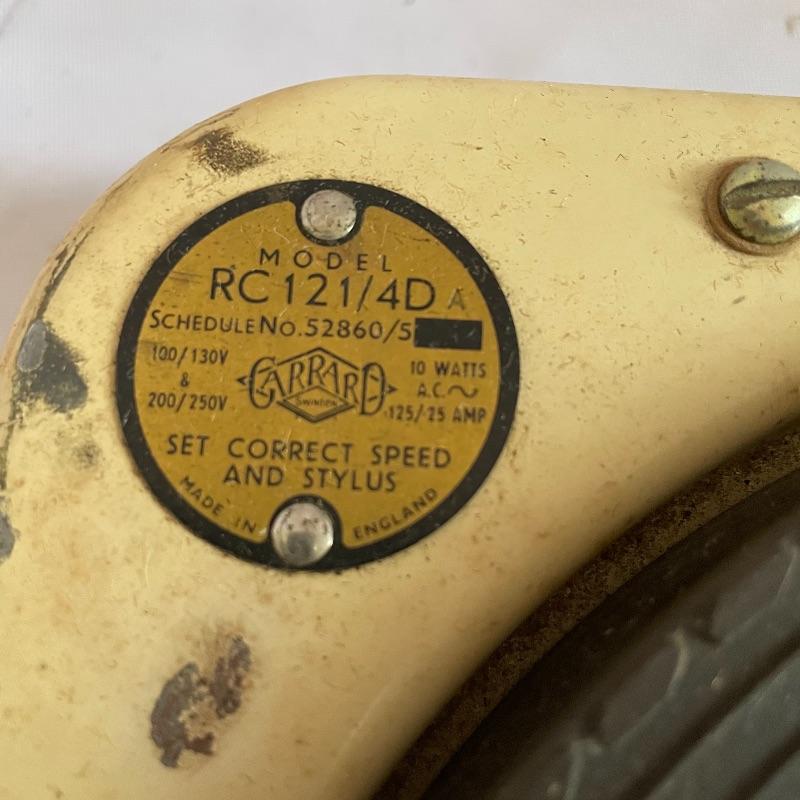 MODEL
RC121/4D A
SCHEDULE NO. 52860/5
100/130V
&
200/250V
GARRARD
SWINDON
10 WATTS
A.C.~
.125/.25 AMP
SET CORRECT SPEED
AND STYLUS
MADE IN ENGLAND